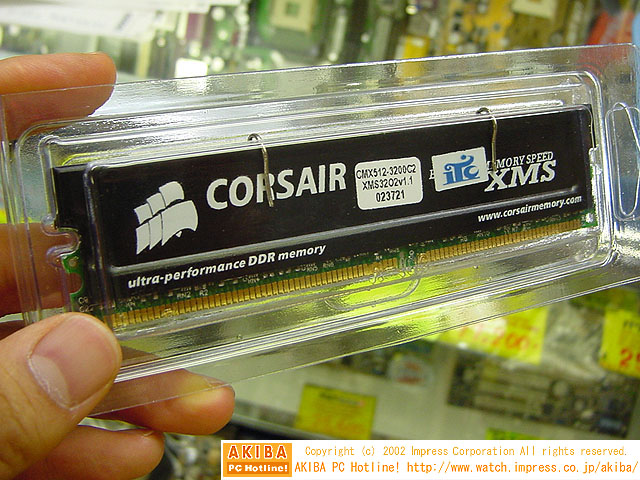 CORSAIR
CMX512-3200C2
XMS3202v1.1
023721
iTC
MEMORY SPEED
XMS
www.corsairmemory.com
ultra-performance DDR memory
AKIBA
PC Hotline!
Copyright (c) 2002 Impress Corporation All rights reserved.
AKIBA PC Hotline! http://www.watch.impress.co.jp/akiba/